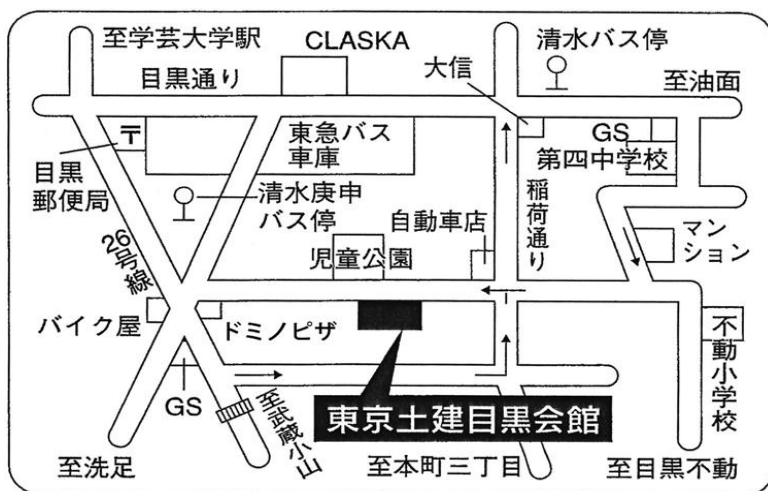 至学芸大学駅
CLASKA
清水バス停
目黒通り
大信
至油面
〒
目黒
郵便局
東急バス
車庫
GS
第四中学校
清水庚申
バス停
自動車店
稲荷通り
マン
ション
26号線
児童公園
バイク屋
ドミノピザ
不動小学校
GS
至武蔵小山
東京土建目黒会館
至洗足
至本町三丁目
至目黒不動